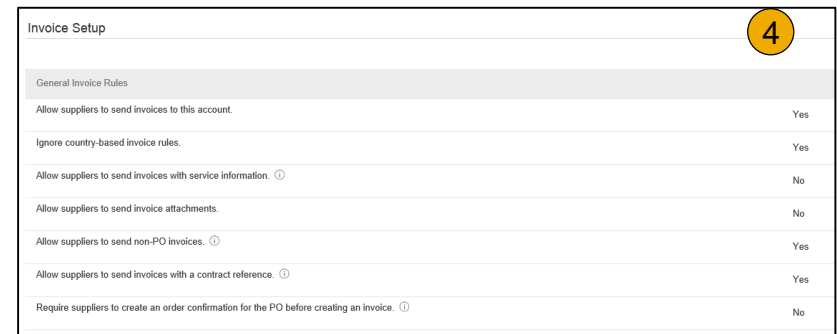 Invoice Setup
4
General Invoice Rules
Allow suppliers to send invoices to this account. Yes
Ignore country-based invoice rules. Yes
Allow suppliers to send invoices with service information. No
Allow suppliers to send invoice attachments. No
Allow suppliers to send non-PO invoices. Yes
Allow suppliers to send invoices with a contract reference. Yes
Require suppliers to create an order confirmation for the PO before creating an invoice. No